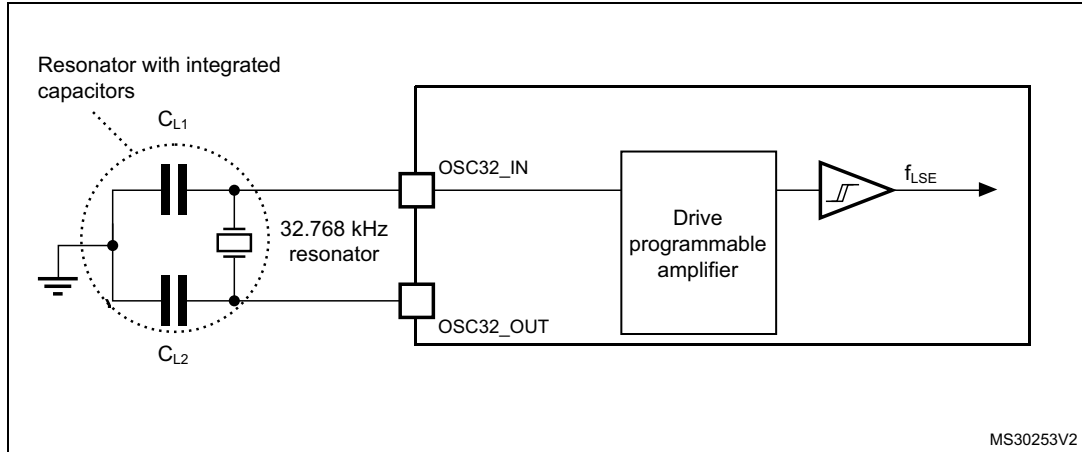 Resonator with integrated
capacitors
CL1
OSC32_IN
32.768 kHz
resonator
Drive
programmable
amplifier
fLSE
OSC32_OUT
CL2
MS30253V2